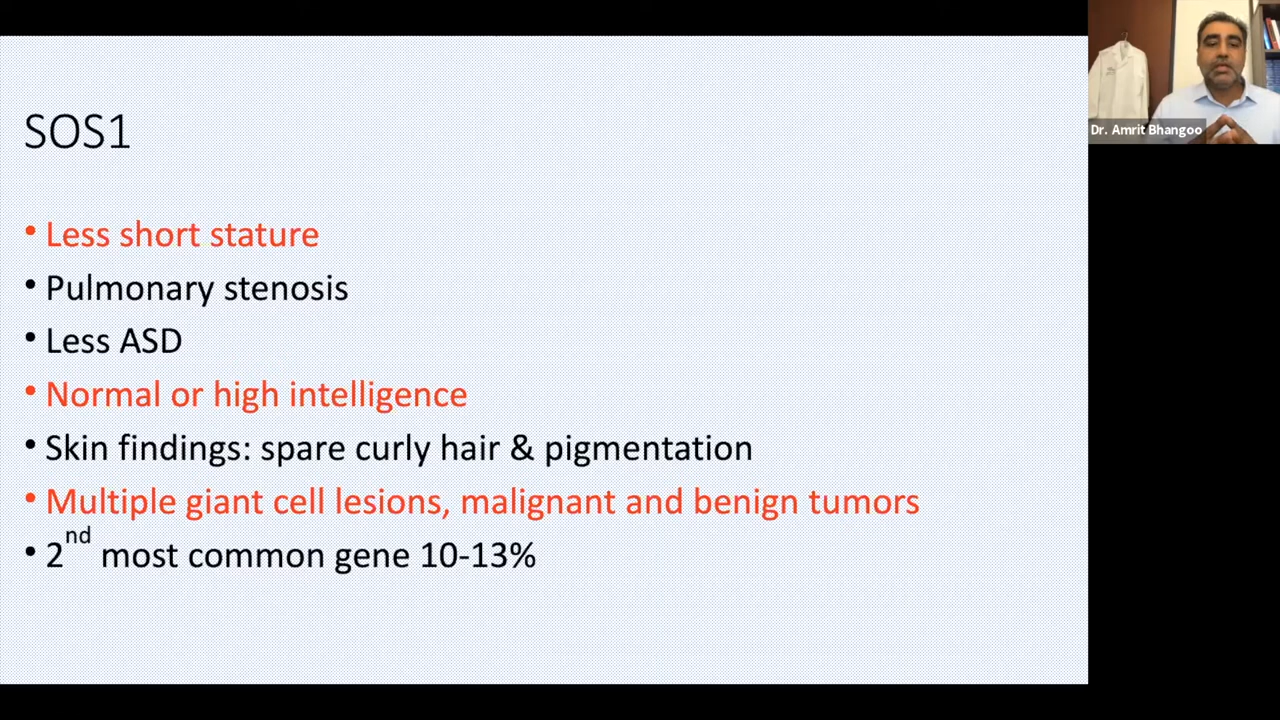 SOS1
• Less short stature
• Pulmonary stenosis
• Less ASD
• Normal or high intelligence
• Skin findings: spare curly hair & pigmentation
• Multiple giant cell lesions, malignant and benign tumors
• 2nd most common gene 10-13%
Dr. Amrit Bhangoo